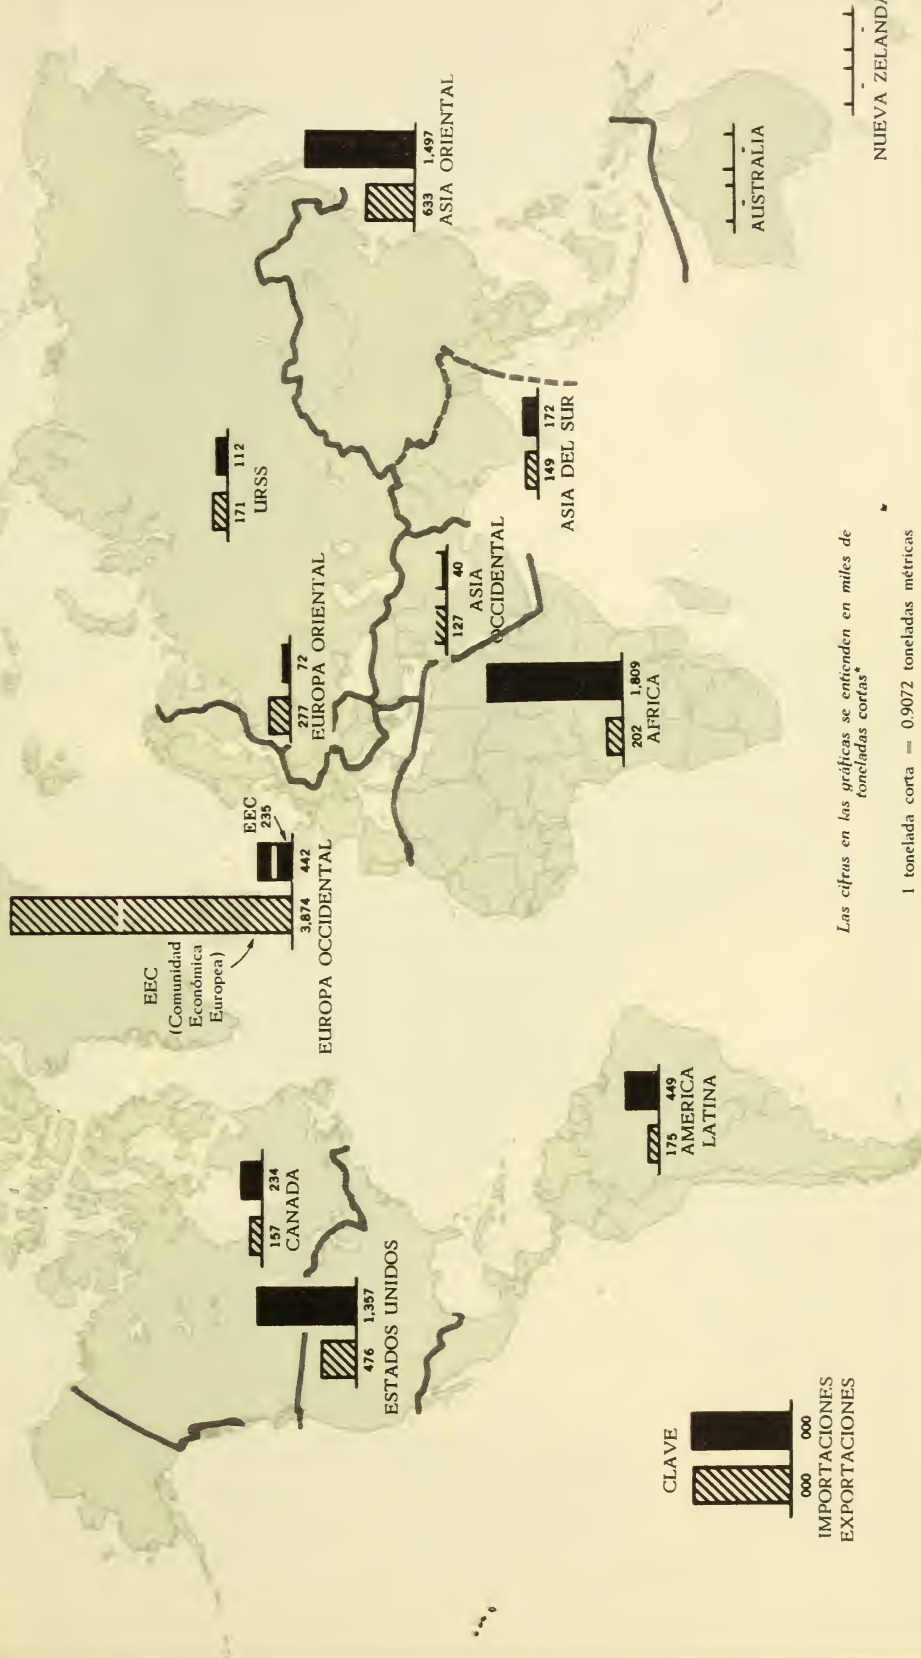 EEC
(Comunidad
Económica
Europea)
3,874 442
EEC
235
EUROPA OCCIDENTAL
277 72
EUROPA ORIENTAL
171 112
URSS
633 1,497
ASIA ORIENTAL
157 234
CANADA
476 1,357
ESTADOS UNIDOS
127 40
ASIA
OCCIDENTAL
149 172
ASIA DEL SUR
202 1,809
AFRICA
175 449
AMERICA
LATINA
AUSTRALIA
NUEVA ZELANDA
CLAVE
000 000
IMPORTACIONES
EXPORTACIONES
Las cifras en las gráficas se entienden en miles de
toneladas cortas*
1 tonelada corta = 0.9072 toneladas métricas